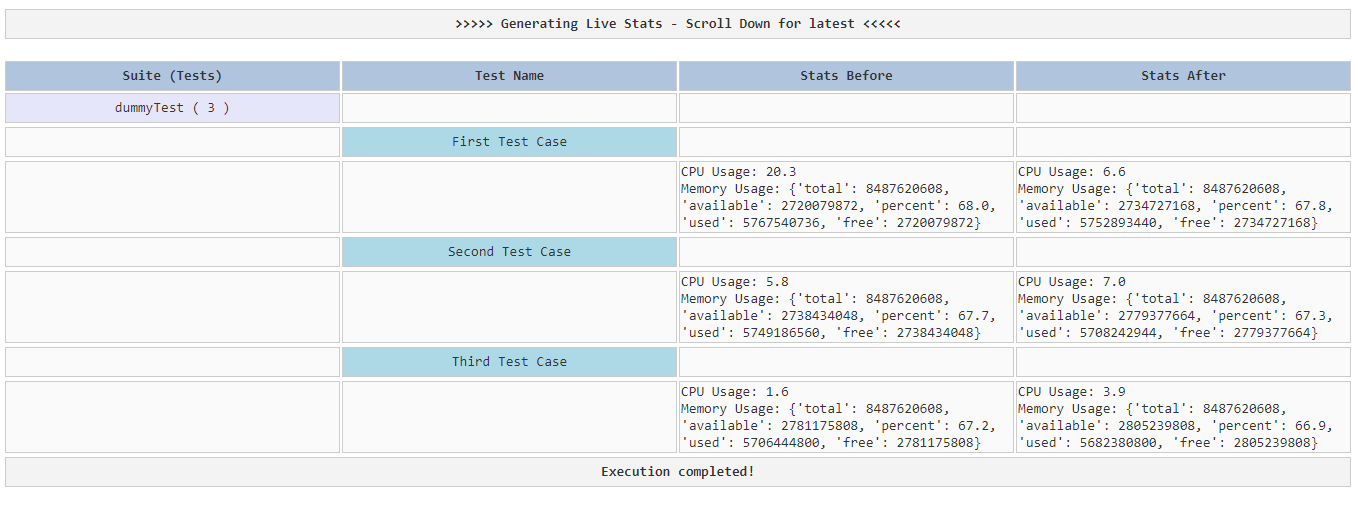 >>>>> Generating Live Stats - Scroll Down for latest <<<<<
Suite (Tests) Test Name Stats Before Stats After
dummyTest ( 3 )
First Test Case
CPU Usage: 20.3
Memory Usage: {'total': 8487620608,
'available': 2720079872, 'percent': 68.0,
'used': 5767540736, 'free': 2720079872}
CPU Usage: 6.6
Memory Usage: {'total': 8487620608,
'available': 2734727168, 'percent': 67.8,
'used': 5752893440, 'free': 2734727168}
Second Test Case
CPU Usage: 5.8
Memory Usage: {'total': 8487620608,
'available': 2738434048, 'percent': 67.7,
'used': 5749186560, 'free': 2738434048}
CPU Usage: 7.0
Memory Usage: {'total': 8487620608,
'available': 2779377664, 'percent': 67.3,
'used': 5708242944, 'free': 2779377664}
Third Test Case
CPU Usage: 1.6
Memory Usage: {'total': 8487620608,
'available': 2781175808, 'percent': 67.2,
'used': 5706444800, 'free': 2781175808}
CPU Usage: 3.9
Memory Usage: {'total': 8487620608,
'available': 2805239808, 'percent': 66.9,
'used': 5682380800, 'free': 2805239808}
Execution completed!